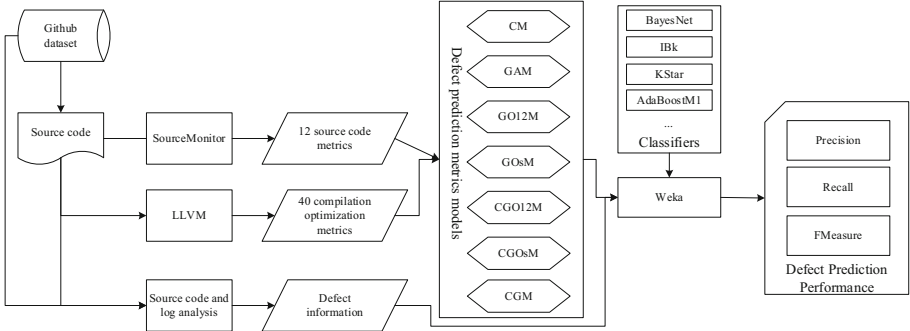 Github
dataset
Source code
SourceMonitor
12 source code
metrics
LLVM
40 compilation
optimization
metrics
Source code and
log analysis
Defect
information
Defect prediction metrics models
CM
GAM
GO12M
GOsM
CGO12M
CGOsM
CGM
BayesNet
IBk
KStar
AdaBoostM1
...
Classifiers
Weka
Precision
Recall
FMeasure
Defect Prediction
Performance